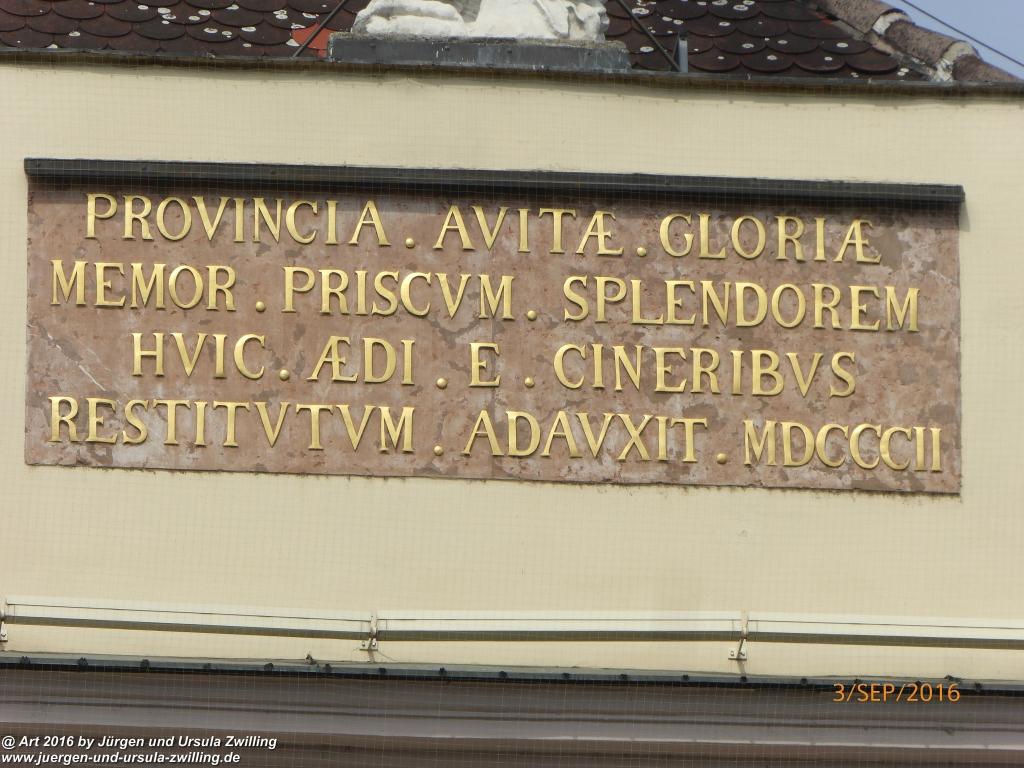 PROVINCIA . AVITÆ . GLORIÆ
MEMOR . PRISCVM . SPLENDOREM
HVIC . ÆDI . E . CINERIBVS
RESTITVTVM . ADAVXIT . MDCCCCII
3/SEP/2016
@ Art 2016 by Jürgen und Ursula Zwilling
www.juergen-und-ursula-zwilling.de